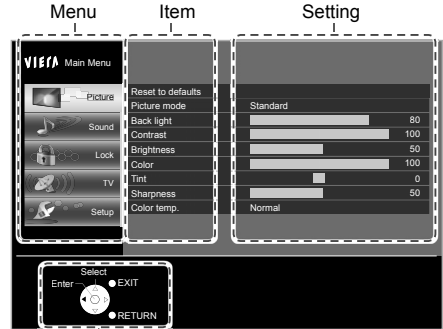 Menu Item Setting
VIERA Main Menu
Picture
Sound
Lock
TV
Setup
Reset to defaults
Picture mode Standard
Back light 80
Contrast 100
Brightness 50
Color 100
Tint 0
Sharpness 50
Color temp. Normal
Select
Enter EXIT
RETURN